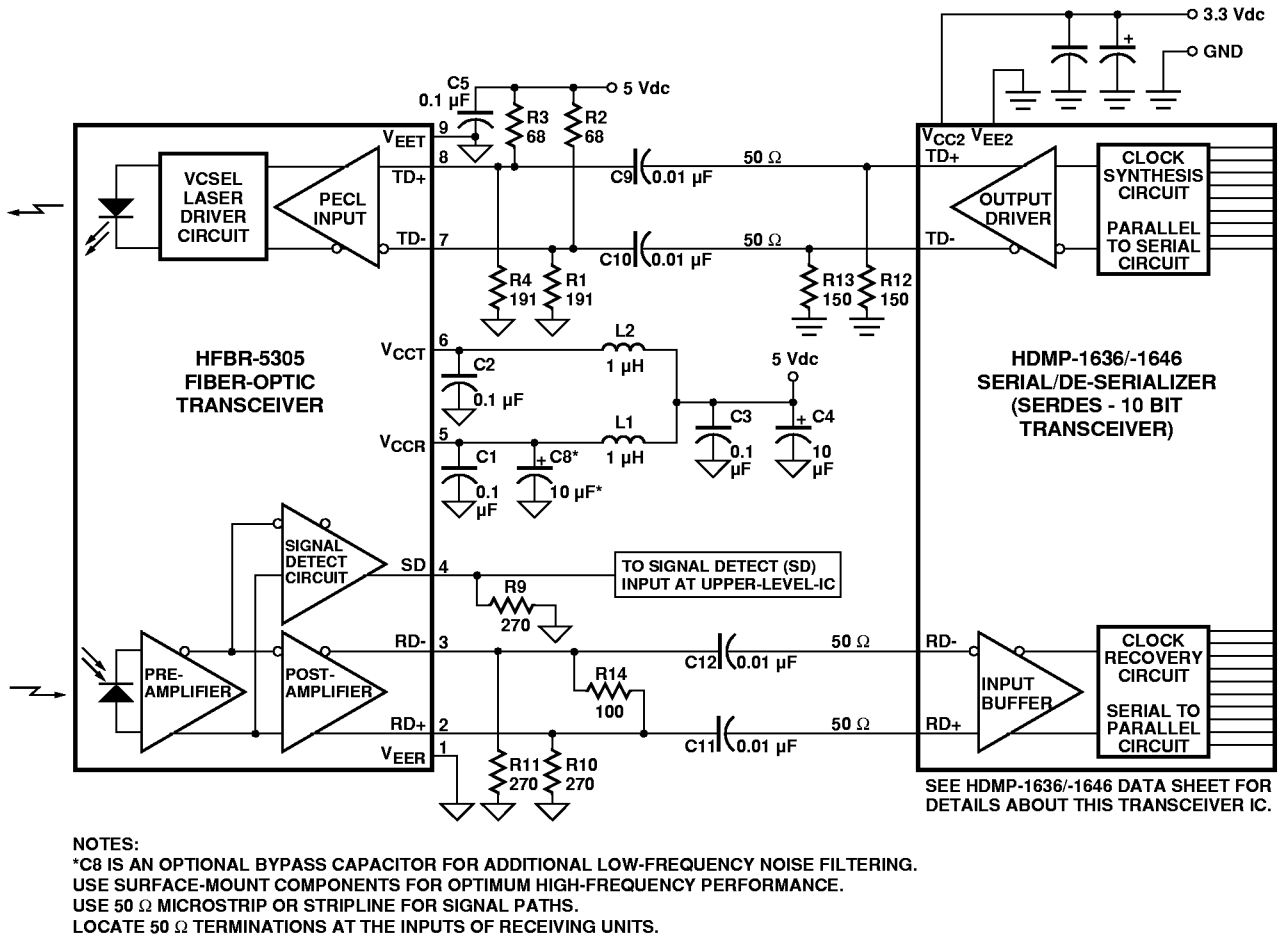 3.3 Vdc
GND
+
C5
0.1 µF
5 Vdc
R3
68
R2
68
9
VEET
VCC2 VEE2
8
TD+
C9
0.01 µF
50 Ω
TD+
VCSEL
LASER
DRIVER
CIRCUIT
PECL
INPUT
OUTPUT
DRIVER
CLOCK
SYNTHESIS
CIRCUIT
PARALLEL
TO SERIAL
CIRCUIT
TD-
7
C10
0.01 µF
50 Ω
TD-
R4
191
R1
191
R13
150
R12
150
HFBR-5305
FIBER-OPTIC
TRANSCEIVER
VCCT
6
C2
0.1 µF
L2
1 µH
5 Vdc
HDMP-1636/-1646
SERIAL/DE-SERIALIZER
(SERDES - 10 BIT
TRANSCEIVER)
VCCR
5
C1
0.1
µF
+
C8*
10 µF*
L1
1 µH
C3
0.1
µF
+
C4
10
µF
SIGNAL
DETECT
CIRCUIT
SD
4
TO SIGNAL DETECT (SD)
INPUT AT UPPER-LEVEL-IC
R9
270
RD-
3
C12
0.01 µF
50 Ω
RD-
PRE-
AMPLIFIER
POST-
AMPLIFIER
R14
100
INPUT
BUFFER
CLOCK
RECOVERY
CIRCUIT
SERIAL TO
PARALLEL
CIRCUIT
RD+
2
C11
0.01 µF
50 Ω
RD+
VEER
1
R11
270
R10
270
SEE HDMP-1636/-1646 DATA SHEET FOR
DETAILS ABOUT THIS TRANSCEIVER IC.
NOTES:
*C8 IS AN OPTIONAL BYPASS CAPACITOR FOR ADDITIONAL LOW-FREQUENCY NOISE FILTERING.
USE SURFACE-MOUNT COMPONENTS FOR OPTIMUM HIGH-FREQUENCY PERFORMANCE.
USE 50 Ω MICROSTRIP OR STRIPLINE FOR SIGNAL PATHS.
LOCATE 50 Ω TERMINATIONS AT THE INPUTS OF RECEIVING UNITS.